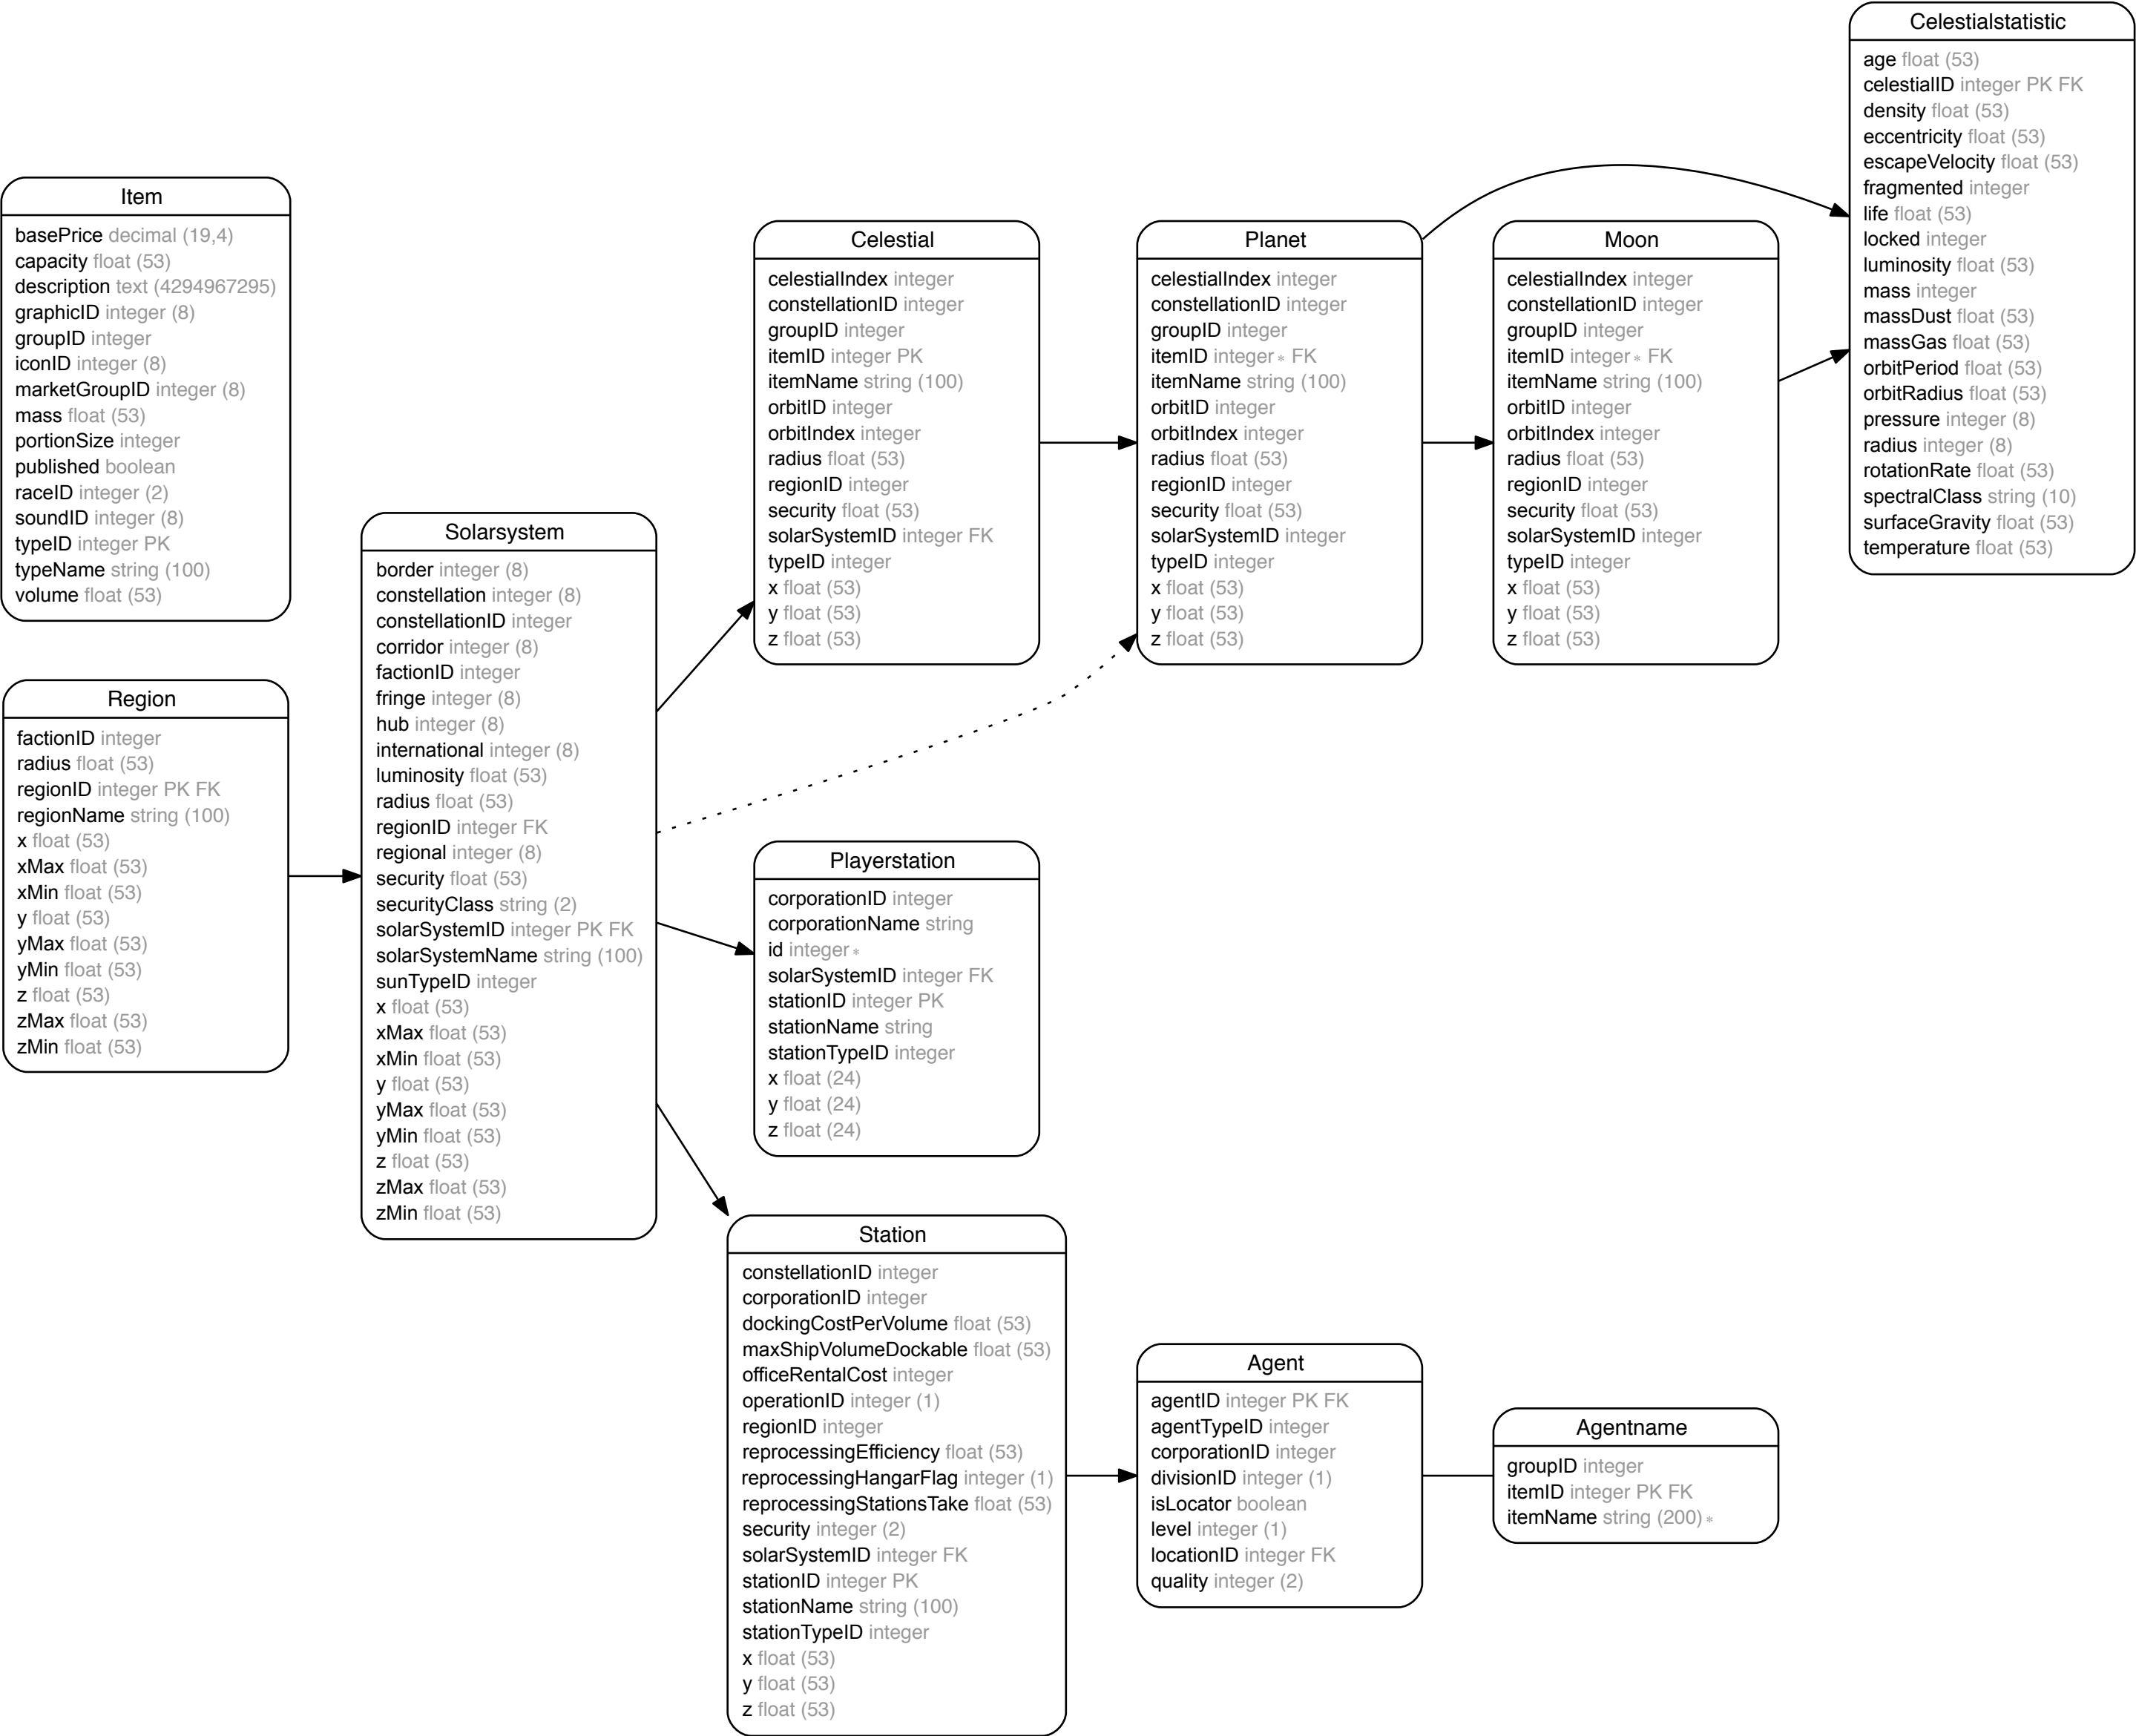 Item
basePrice decimal (19,4)
capacity float (53)
description text (4294967295)
graphicID integer (8)
groupID integer
iconID integer (8)
marketGroupID integer (8)
mass float (53)
portionSize integer
published boolean
raceID integer (2)
soundID integer (8)
typeID integer PK
typeName string (100)
volume float (53)
Region
factionID integer
radius float (53)
regionID integer PK FK
regionName string (100)
x float (53)
xMax float (53)
xMin float (53)
y float (53)
yMax float (53)
yMin float (53)
z float (53)
zMax float (53)
zMin float (53)
Solarsystem
border integer (8)
constellation integer (8)
constellationID integer
corridor integer (8)
factionID integer
fringe integer (8)
hub integer (8)
international integer (8)
luminosity float (53)
radius float (53)
regionID integer FK
regional integer (8)
security float (53)
securityClass string (2)
solarSystemID integer PK FK
solarSystemName string (100)
sunTypeID integer
x float (53)
xMax float (53)
xMin float (53)
y float (53)
yMax float (53)
yMin float (53)
z float (53)
zMax float (53)
zMin float (53)
Celestial
celestialIndex integer
constellationID integer
groupID integer
itemID integer PK
itemName string (100)
orbitID integer
orbitIndex integer
radius float (53)
regionID integer
security float (53)
solarSystemID integer FK
typeID integer
x float (53)
y float (53)
z float (53)
Planet
celestialIndex integer
constellationID integer
groupID integer
itemID integer * FK
itemName string (100)
orbitID integer
orbitIndex integer
radius float (53)
regionID integer
security float (53)
solarSystemID integer
typeID integer
x float (53)
y float (53)
z float (53)
Moon
celestialIndex integer
constellationID integer
groupID integer
itemID integer * FK
itemName string (100)
orbitID integer
orbitIndex integer
radius float (53)
regionID integer
security float (53)
solarSystemID integer
typeID integer
x float (53)
y float (53)
z float (53)
Celestialstatistic
age float (53)
celestialID integer PK FK
density float (53)
eccentricity float (53)
escapeVelocity float (53)
fragmented integer
life float (53)
locked integer
luminosity float (53)
mass integer
massDust float (53)
massGas float (53)
orbitPeriod float (53)
orbitRadius float (53)
pressure integer (8)
radius integer (8)
rotationRate float (53)
spectralClass string (10)
surfaceGravity float (53)
temperature float (53)
Playerstation
corporationID integer
corporationName string
id integer *
solarSystemID integer FK
stationID integer PK
stationName string
stationTypeID integer
x float (24)
y float (24)
z float (24)
Station
constellationID integer
corporationID integer
dockingCostPerVolume float (53)
maxShipVolumeDockable float (53)
officeRentalCost integer
operationID integer (1)
regionID integer
reprocessingEfficiency float (53)
reprocessingHangarFlag integer (1)
reprocessingStationsTake float (53)
security integer (2)
solarSystemID integer FK
stationID integer PK
stationName string (100)
stationTypeID integer
x float (53)
y float (53)
z float (53)
Agent
agentID integer PK FK
agentTypeID integer
corporationID integer
divisionID integer (1)
isLocator boolean
level integer (1)
locationID integer FK
quality integer (2)
Agentname
groupID integer
itemID integer PK FK
itemName string (200) *